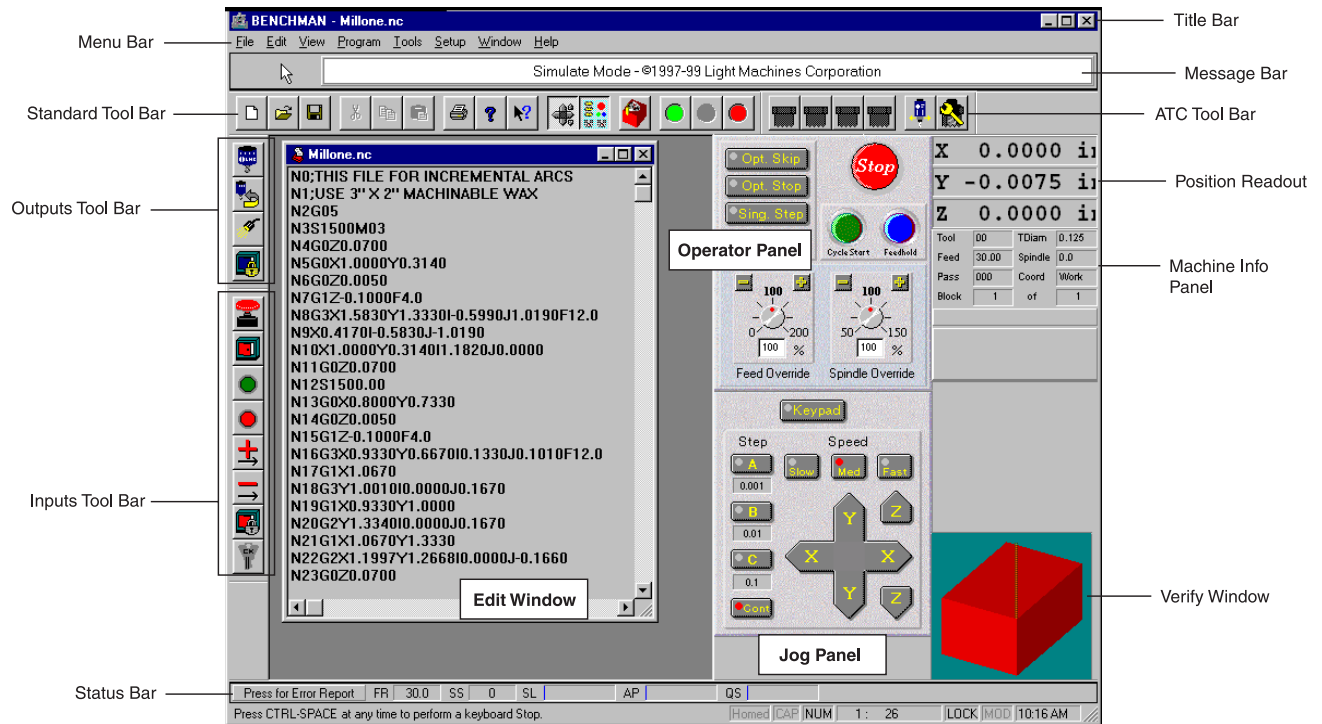 BENCHMAN - Millone.nc
Title Bar
Menu Bar
File Edit View Program Tools Setup Window Help
Simulate Mode - ©1997-99 Light Machines Corporation
Message Bar
Standard Tool Bar
ATC Tool Bar
Outputs Tool Bar
Inputs Tool Bar
Millone.nc
N0;THIS FILE FOR INCREMENTAL ARCS
N1;USE 3" X 2" MACHINABLE WAX
N2G05
N3S1500M03
N4G0Z0.0700
N5G0X1.0000Y0.3140
N6G0Z0.0050
N7G1Z-0.1000F4.0
N8G3X1.5830Y1.3330I-0.5990J1.0190F12.0
N9X0.4170I-0.5830J-1.0190
N10X1.0000Y0.3140I1.1820J0.0000
N11G0Z0.0700
N12S1500.00
N13G0X0.8000Y0.7330
N14G0Z0.0050
N15G1Z-0.1000F4.0
N16G3X0.9330Y0.6670I0.1330J0.1010F12.0
N17G1X1.0670
N18G3Y1.0010I0.0000J0.1670
N19G1X0.9330Y1.0000
N20G2Y1.3340I0.0000J0.1670
N21G1X1.0670Y1.3330
N22G2X1.1997Y1.2668I0.0000J-0.1660
N23G0Z0.0700
Edit Window
Opt. Skip
Opt. Stop
Sing. Step
Stop
Operator Panel
Cycle Start Feedhold
100 100
0 200 50 150
100 % 100 %
Feed Override Spindle Override
Keypad
Step Speed
A Slow Med Fast
0.001
B
0.01
C
0.1
Cont
Y Z
X X
Y Z
Jog Panel
X 0.0000 in
Y -0.0075 in
Z 0.0000 in
Position Readout
Tool 00 TDiam 0.125
Feed 30.00 Spindle 0.0
Pass 000 Coord Work
Block 1 of 1
Machine Info
Panel
Verify Window
Status Bar
Press for Error Report FR 30.0 SS 0 SL AP QS
Press CTRL-SPACE at any time to perform a keyboard Stop.
Homed CAP NUM 1: 26 LOCK MOD 10:16 AM